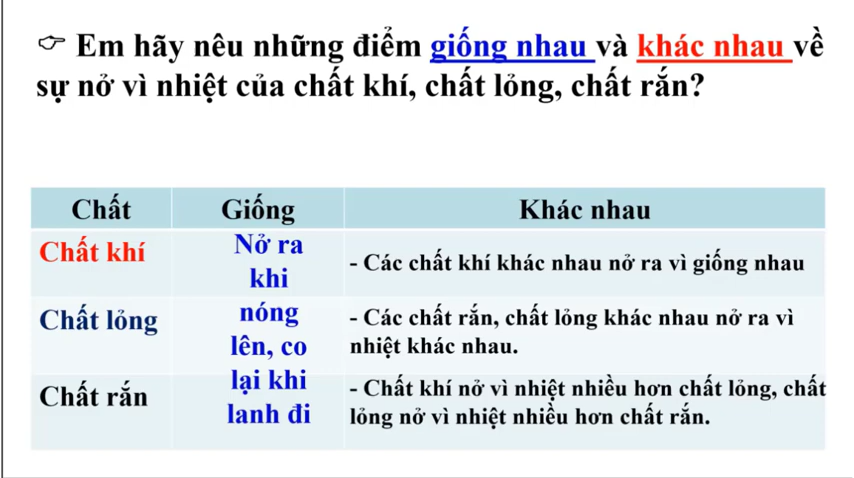 ☞ Em hãy nêu những điểm giống nhau và khác nhau về
sự nở vì nhiệt của chất khí, chất lỏng, chất rắn?
Chất
Giống
Khác nhau
Chất khí
Chất lỏng
Chất rắn
Nở ra
khi
nóng
lên, co
lại khi
lanh đi
- Các chất khí khác nhau nở ra vì giống nhau
- Các chất rắn, chất lỏng khác nhau nở ra vì
nhiệt khác nhau.
- Chất khí nở vì nhiệt nhiều hơn chất lỏng, chất
lỏng nở vì nhiệt nhiều hơn chất rắn.